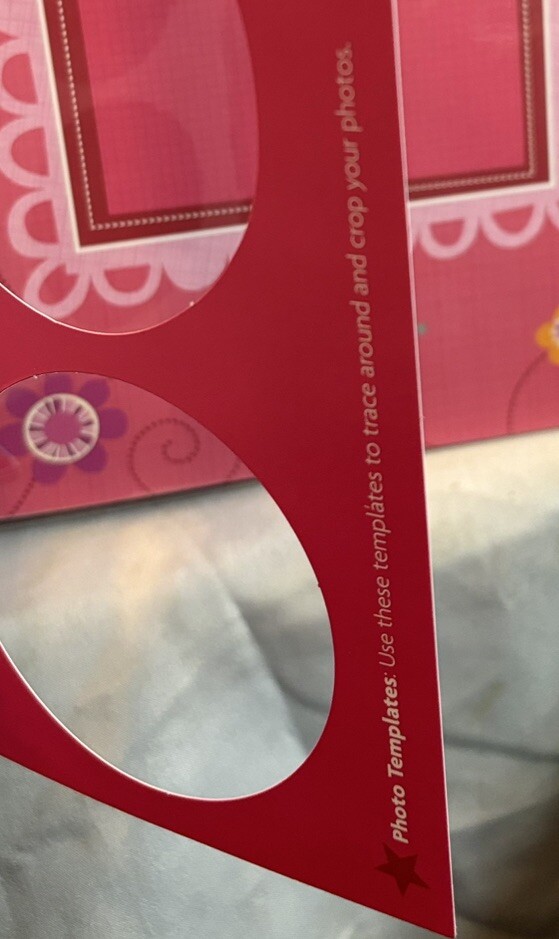 Photo Templates: Use these templates to trace around and crop your photos.